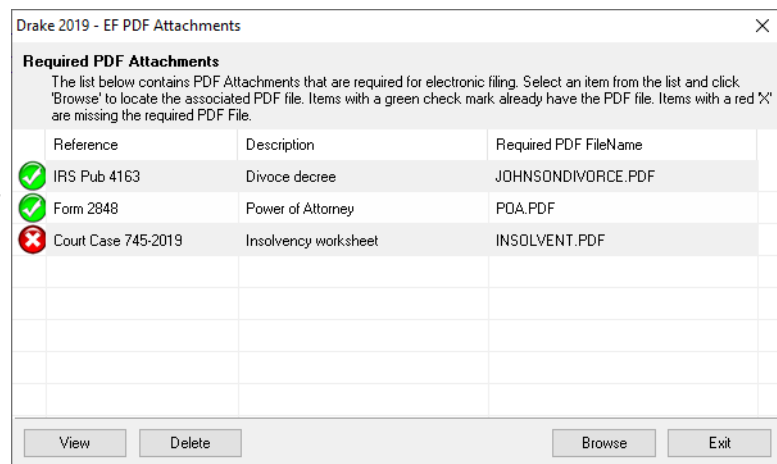 Drake 2019 - EF PDF Attachments
Required PDF Attachments
The list below contains PDF Attachments that are required for electronic filing. Select an item from the list and click
'Browse' to locate the associated PDF file. Items with a green check mark already have the PDF file. Items with a red 'X'
are missing the required PDF File.
Reference Description Required PDF FileName
IRS Pub 4163 Divoce decree JOHNSONDIVORCE.PDF
Form 2848 Power of Attorney POA.PDF
Court Case 745-2019 Insolvency worksheet INSOLVENT.PDF
View Delete Browse Exit